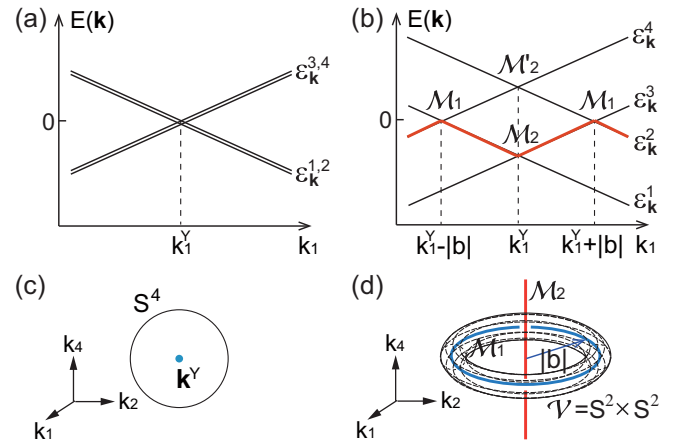 (a)
E(k)
ε_k^{3,4}
0
ε_k^{1,2}
k_1^Y
k_1
(b)
E(k)
ε_k^4
ℳ'_2
ℳ_1
ℳ_1
ε_k^3
0
ε_k^2
ℳ_2
ε_k^1
k_1^Y-|b|
k_1^Y
k_1^Y+|b|
k_1
(c)
S^4
k_4
k^Y
k_2
k_1
(d)
ℳ_2
k_4
ℳ_1
|b|
k_2
𝒱=S^2×S^2
k_1